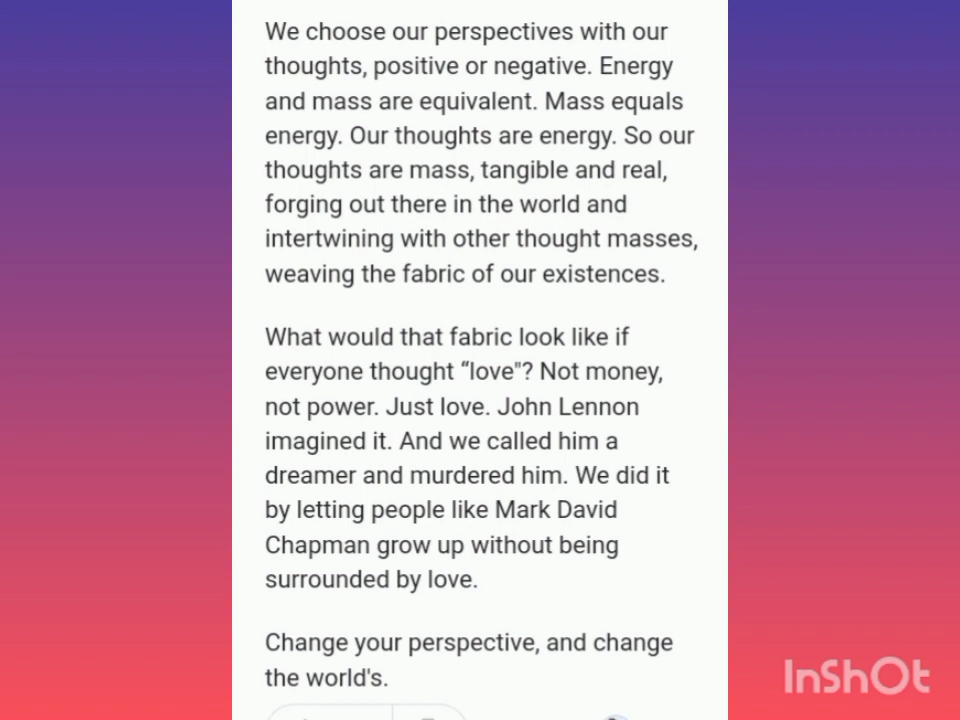 We choose our perspectives with our
thoughts, positive or negative. Energy
and mass are equivalent. Mass equals
energy. Our thoughts are energy. So our
thoughts are mass, tangible and real,
forging out there in the world and
intertwining with other thought masses,
weaving the fabric of our existences.
What would that fabric look like if
everyone thought “love"? Not money,
not power. Just love. John Lennon
imagined it. And we called him a
dreamer and murdered him. We did it
by letting people like Mark David
Chapman grow up without being
surrounded by love.
Change your perspective, and change
the world's.
InShOt